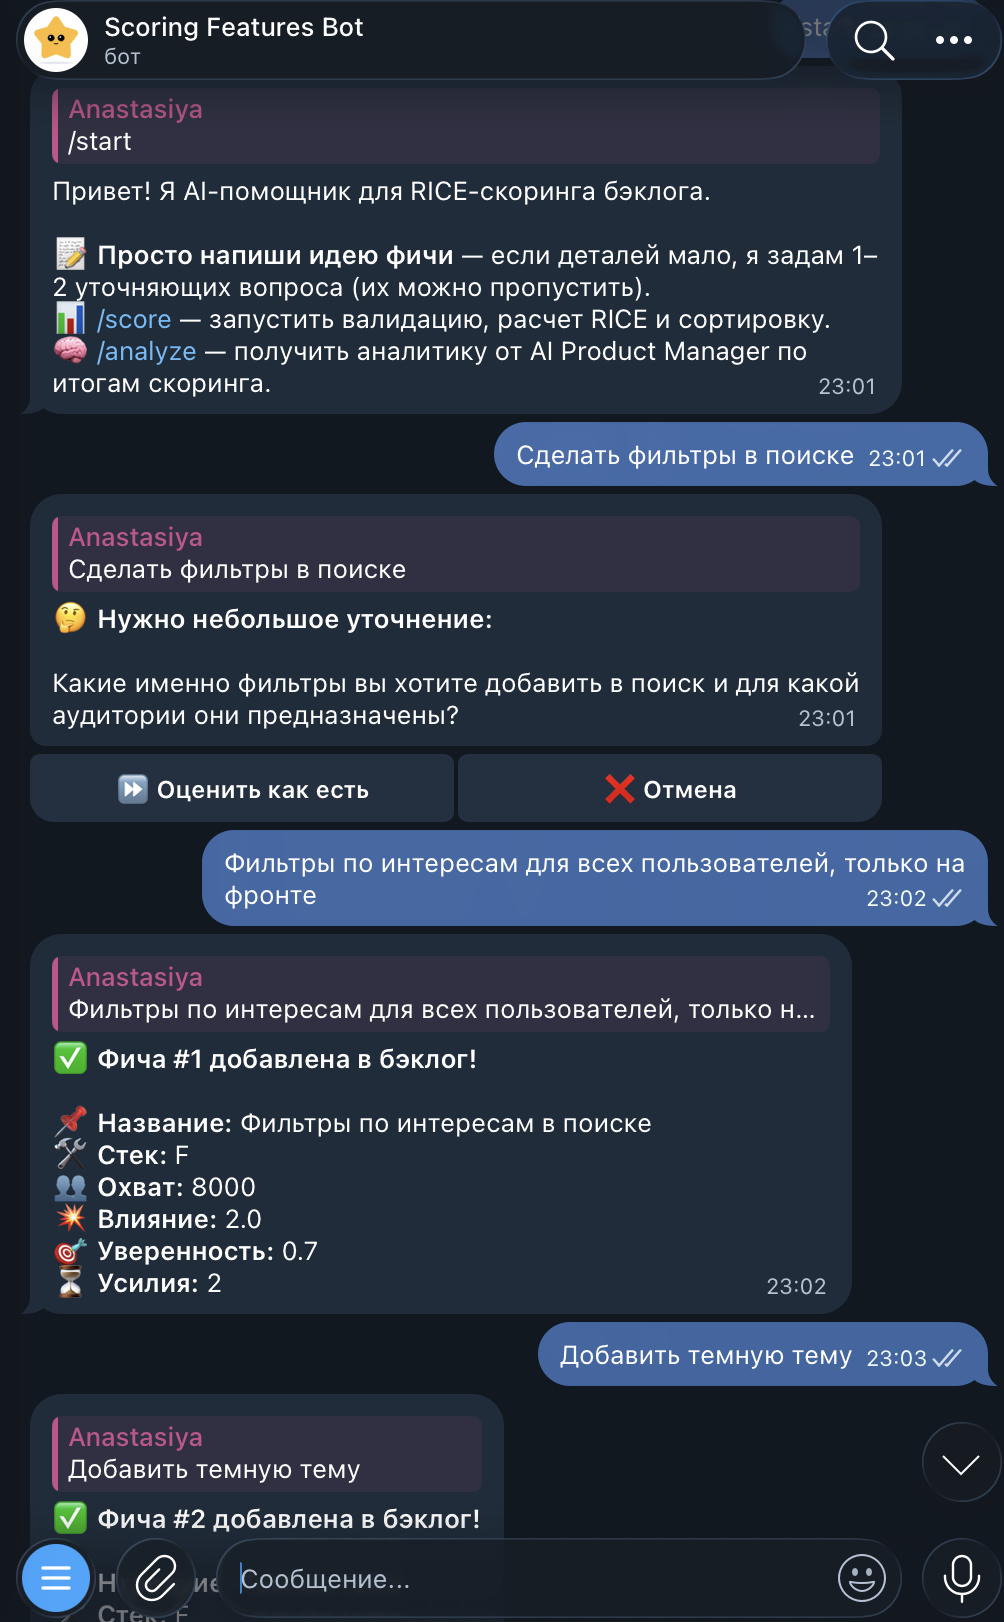 Scoring Features Bot
бот
Anastasiya
/start
Привет! Я AI-помощник для RICE-скоринга бэклога.
Просто напиши идею фичи — если деталей мало, я задам 1–
2 уточняющих вопроса (их можно пропустить).
/score — запустить валидацию, расчет RICE и сортировку.
/analyze — получить аналитику от AI Product Manager по
итогам скоринга.
23:01
Сделать фильтры в поиске 23:01
Anastasiya
Сделать фильтры в поиске
Нужно небольшое уточнение:
Какие именно фильтры вы хотите добавить в поиск и для какой
аудитории они предназначены?
23:01
Оценить как есть
Отмена
Фильтры по интересам для всех пользователей, только на
фронте
23:02
Anastasiya
Фильтры по интересам для всех пользователей, только н...
Фича #1 добавлена в бэклог!
Название: Фильтры по интересам в поиске
Стек: F
Охват: 8000
Влияние: 2.0
Уверенность: 0.7
Усилия: 2
23:02
Добавить темную тему 23:03
Anastasiya
Добавить темную тему
Фича #2 добавлена в бэклог!
Сообщение...
Стек: F